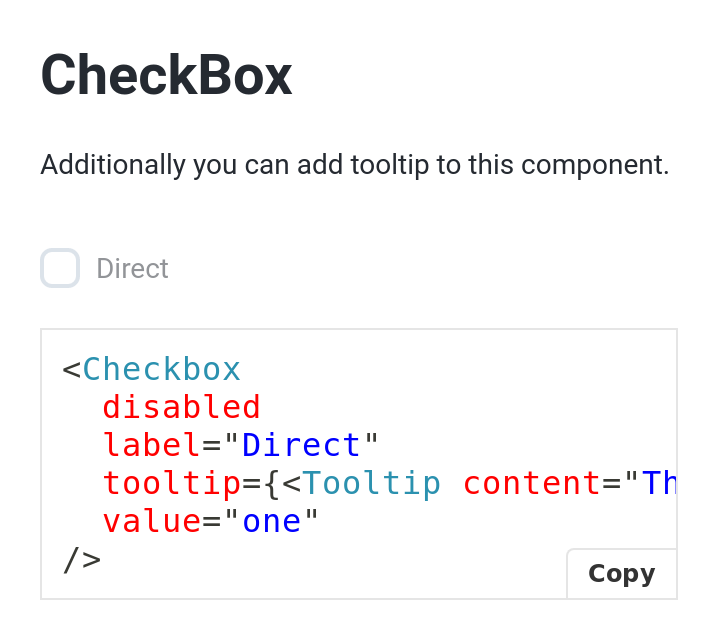 CheckBox
Additionally you can add tooltip to this component.
Direct
<Checkbox
  disabled
  label="Direct"
  tooltip={<Tooltip content="Th
  value="one"
/>
Copy